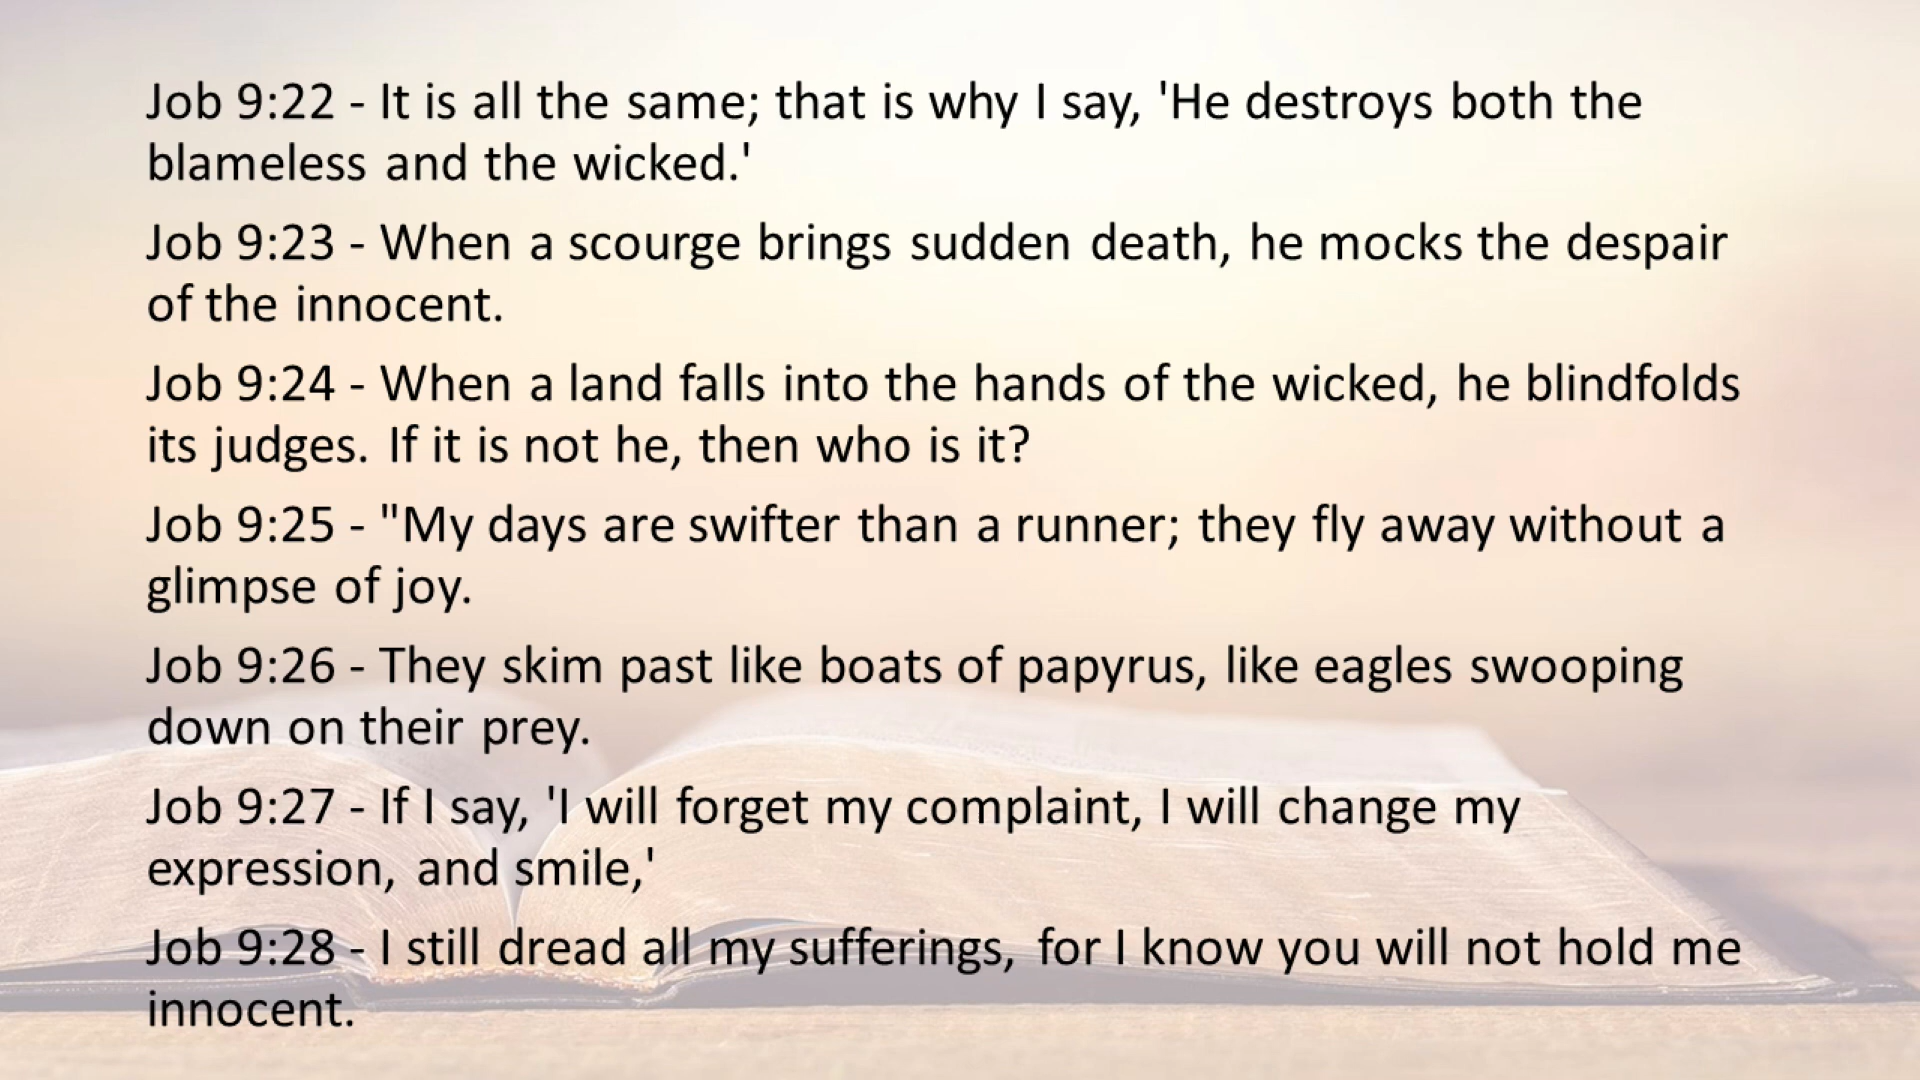 Job 9:22 - It is all the same; that is why I say, 'He destroys both the
blameless and the wicked.'
Job 9:23 - When a scourge brings sudden death, he mocks the despair
of the innocent.
Job 9:24 - When a land falls into the hands of the wicked, he blindfolds
its judges. If it is not he, then who is it?
Job 9:25 - "My days are swifter than a runner; they fly away without a
glimpse of joy.
Job 9:26 - They skim past like boats of papyrus, like eagles swooping
down on their prey.
Job 9:27 - If I say, 'I will forget my complaint, I will change my
expression, and smile,'
Job 9:28 - I still dread all my sufferings, for I know you will not hold me
innocent.